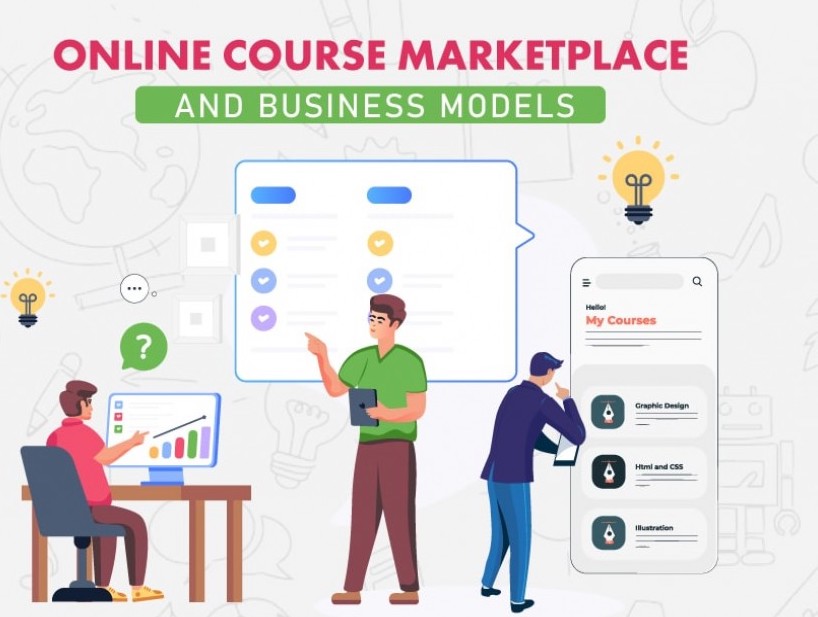 ONLINE COURSE MARKETPLACE
AND BUSINESS MODELS
?
Hello!
My Courses
Graphic Design
Html and CSS
Illustration